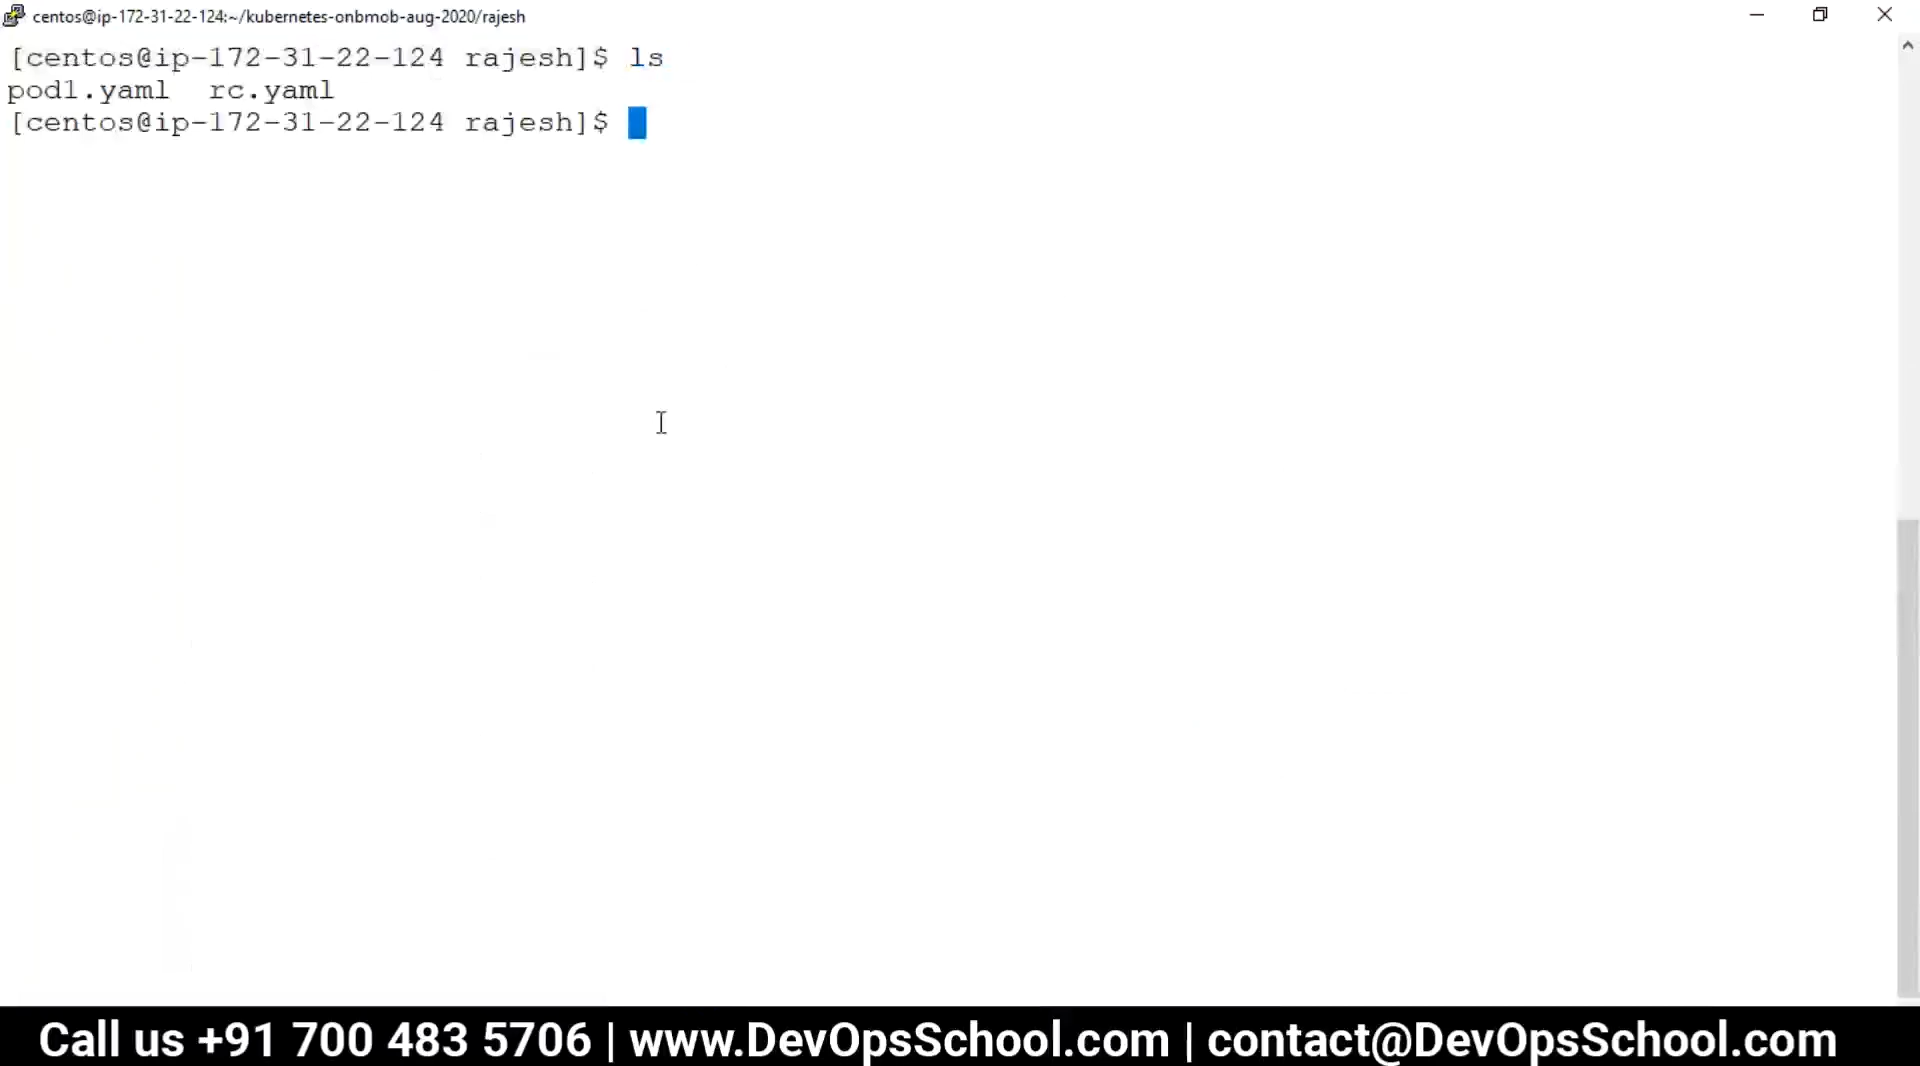 centos@ip-172-31-22-124:~/kubernetes-onbmob-aug-2020/rajesh
[centos@ip-172-31-22-124 rajesh]$ ls
pod1.yaml  rc.yaml
[centos@ip-172-31-22-124 rajesh]$
Call us +91 700 483 5706 | www.DevOpsSchool.com | contact@DevOpsSchool.com